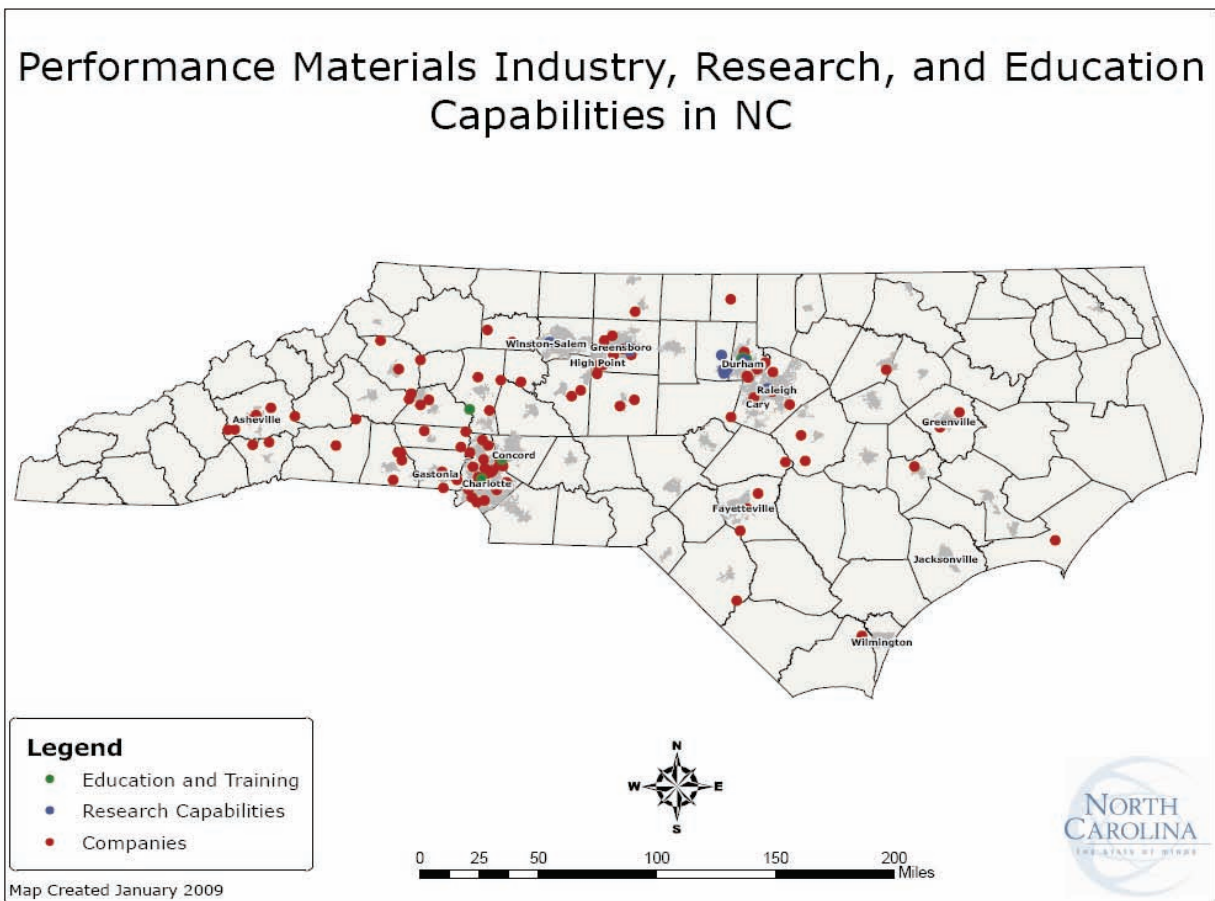 Performance Materials Industry, Research, and Education
Capabilities in NC
Winston-Salem
Greensboro
High Point
Durham
Raleigh
Cary
Asheville
Greenville
Concord
Gastonia
Charlotte
Fayetteville
Jacksonville
Wilmington
Legend
Education and Training
Research Capabilities
Companies
N
W E
S
0 25 50 100 150 200
Miles
Map Created January 2009
NORTH
CAROLINA